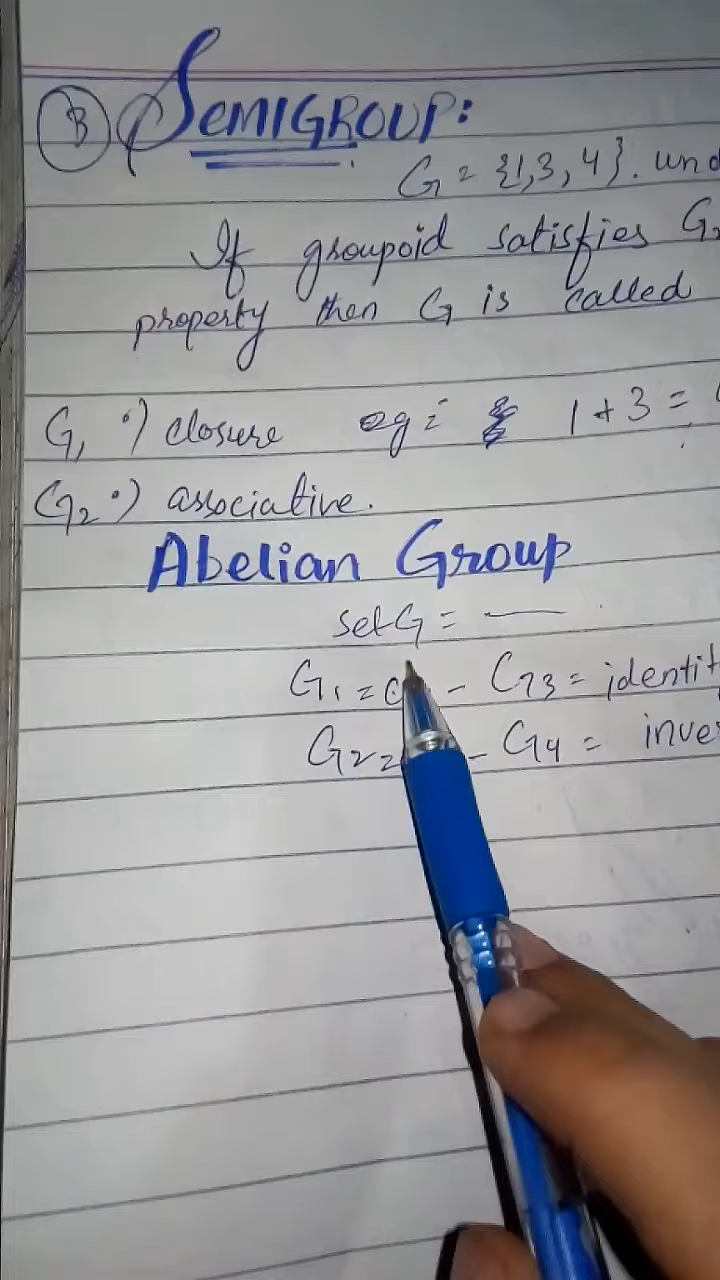 B SEMIGROUP:
G = {1,3,4}. und
If groupoid satisfies G2
property then G is called
G1 °) closure eg: 1 + 3 =
G2 °) associative.
Abelian Group
set G = —
G1 = c - G3 = identit
G2 = - G4 = inve